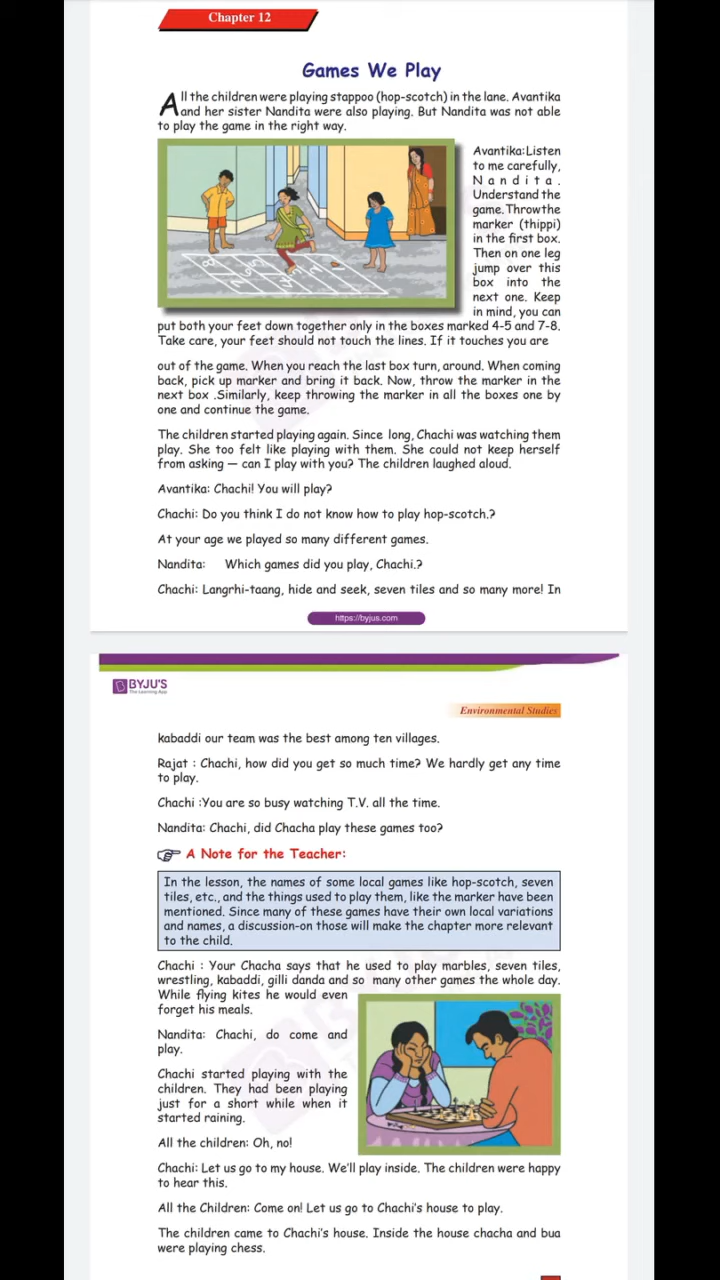 Chapter 12
Games We Play
All the children were playing stappoo (hop-scotch) in the lane. Avantika
and her sister Nandita were also playing. But Nandita was not able
to play the game in the right way.
Avantika:Listen
to me carefully,
Nandita.
Understand the
game.Throwthe
marker (thippi)
in the first box.
Then on one leg
jump over this
box into the
next one. Keep
in mind, you can
put both your feet down together only in the boxes marked 4-5 and 7-8.
Take care, your feet should not touch the lines. If it touches you are
out of the game. When you reach the last box turn, around. When coming
back, pick up marker and bring it back. Now, throw the marker in the
next box .Similarly, keep throwing the marker in all the boxes one by
one and continue the game.
The children started playing again. Since long, Chachi was watching them
play. She too felt like playing with them. She could not keep herself
from asking — can I play with you? The children laughed aloud.
Avantika: Chachi! You will play?
Chachi: Do you think I do not know how to play hop-scotch.?
At your age we played so many different games.
Nandita: Which games did you play, Chachi.?
Chachi: Langrhi-taang, hide and seek, seven tiles and so many more! In
https://byjus.com
BYJU'S
The Learning App
Environmental Studies
kabaddi our team was the best among ten villages.
Rajat : Chachi, how did you get so much time? We hardly get any time
to play.
Chachi :You are so busy watching T.V. all the time.
Nandita: Chachi, did Chacha play these games too?
A Note for the Teacher:
In the lesson, the names of some local games like hop-scotch, seven
tiles, etc., and the things used to play them, like the marker have been
mentioned. Since many of these games have their own local variations
and names, a discussion-on those will make the chapter more relevant
to the child.
Chachi : Your Chacha says that he used to play marbles, seven tiles,
wrestling, kabaddi, gilli danda and so many other games the whole day.
While flying kites he would even
forget his meals.
Nandita: Chachi, do come and
play.
Chachi started playing with the
children. They had been playing
just for a short while when it
started raining.
All the children: Oh, no!
Chachi: Let us go to my house. We'll play inside. The children were happy
to hear this.
All the Children: Come on! Let us go to Chachi's house to play.
The children came to Chachi's house. Inside the house chacha and bua
were playing chess.